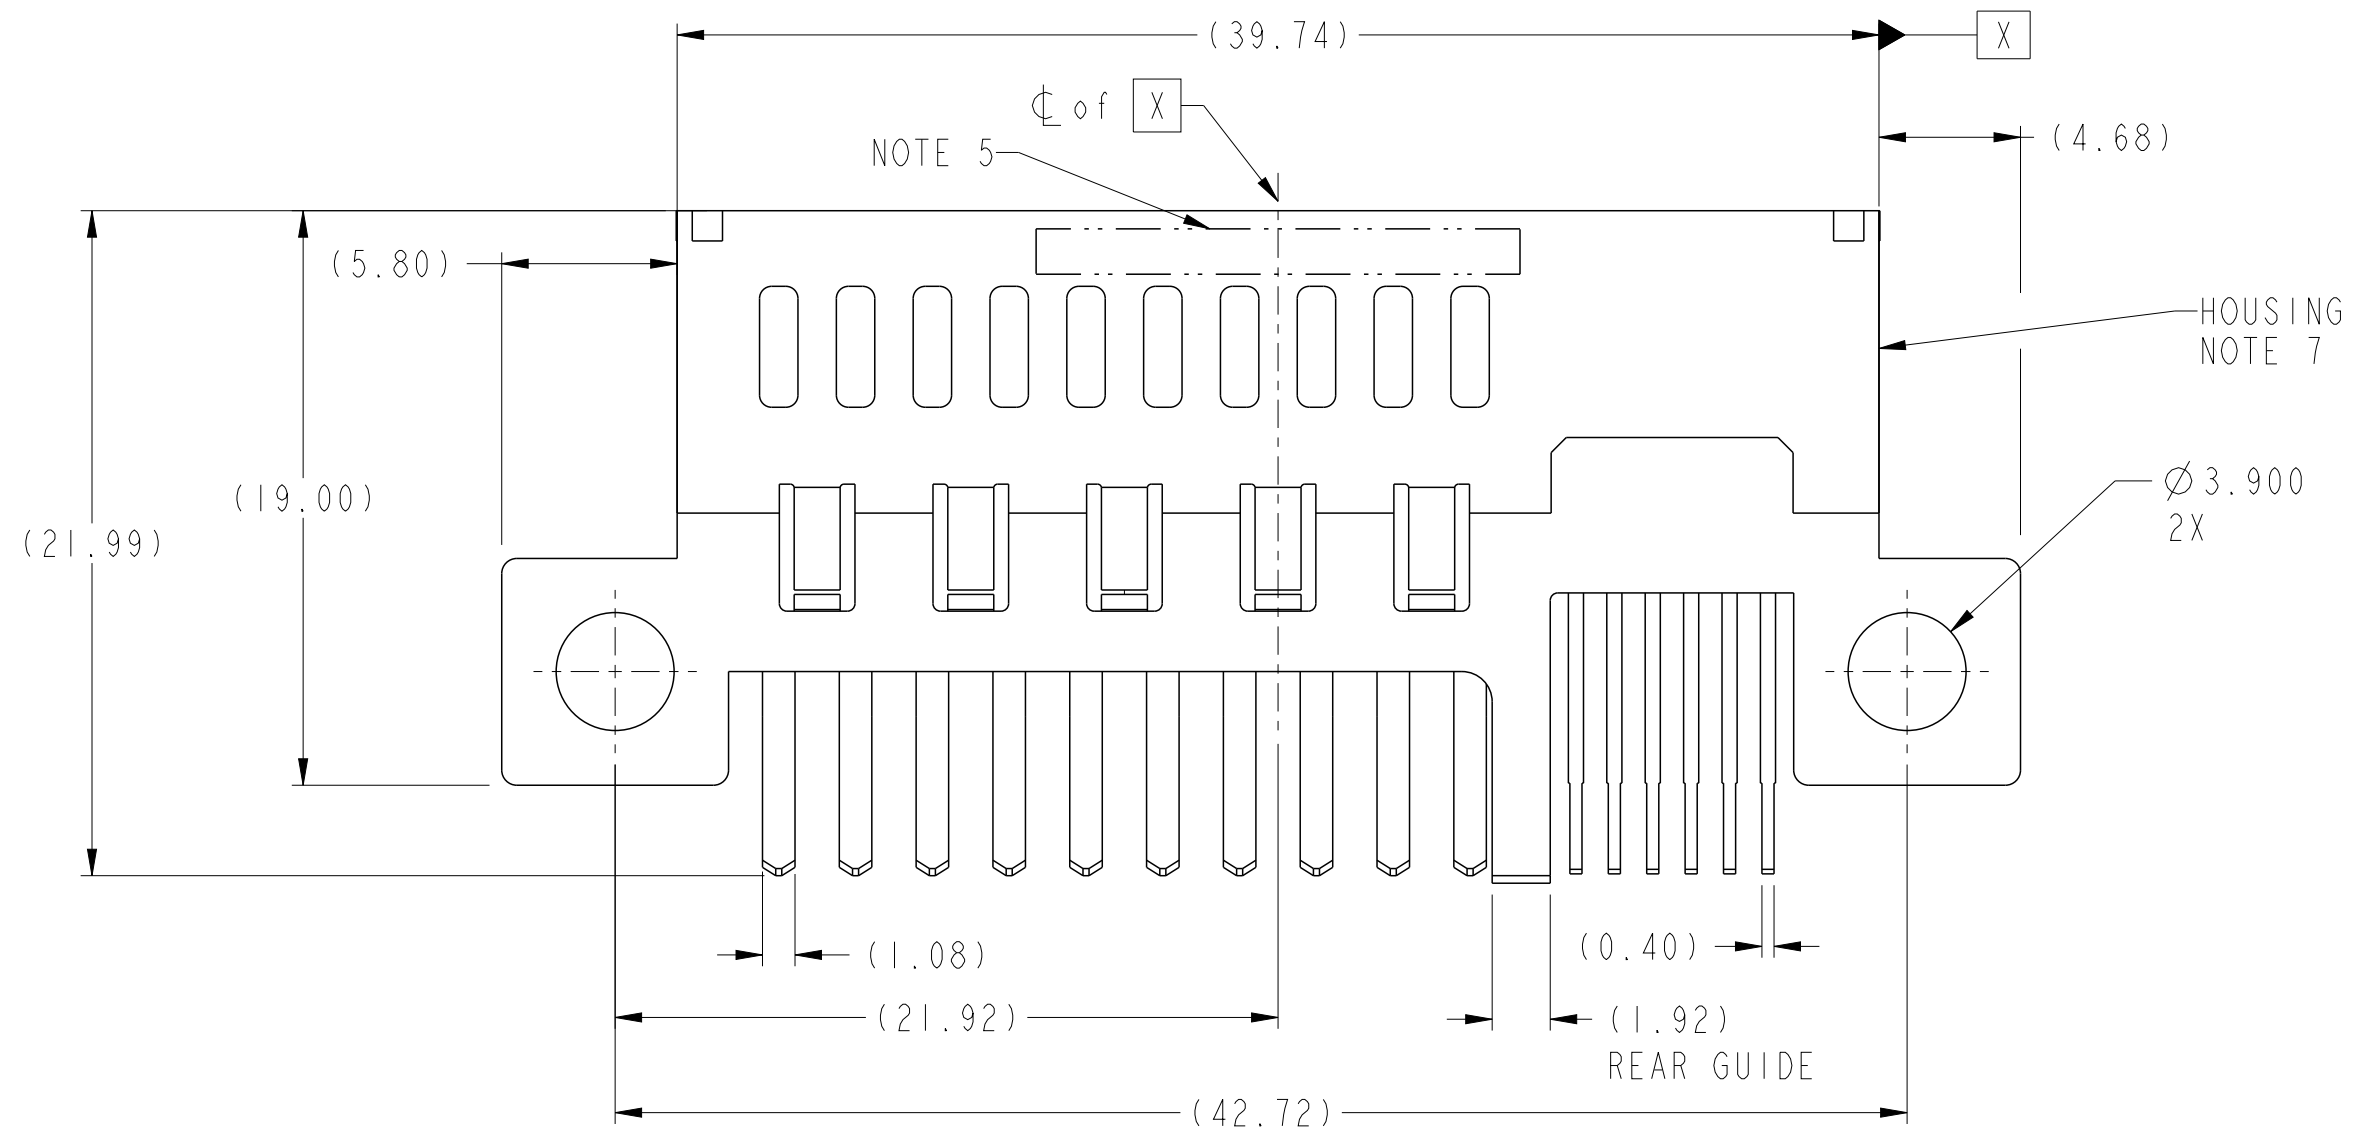 (39.74)
X
℄ of X
NOTE 5
(4.68)
(5.80)
HOUSING
NOTE 7
(19.00)
(21.99)
Ø3.900
2X
(1.08)
(0.40)
(21.92)
(1.92)
REAR GUIDE
(42.72)